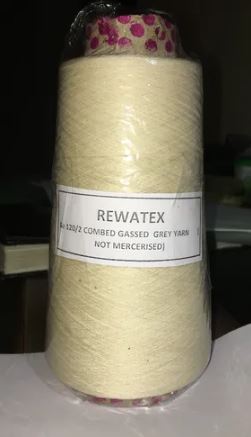 REWATEX
120/2 COMBED GASSED GREY YARN
NOT MERCERISED)